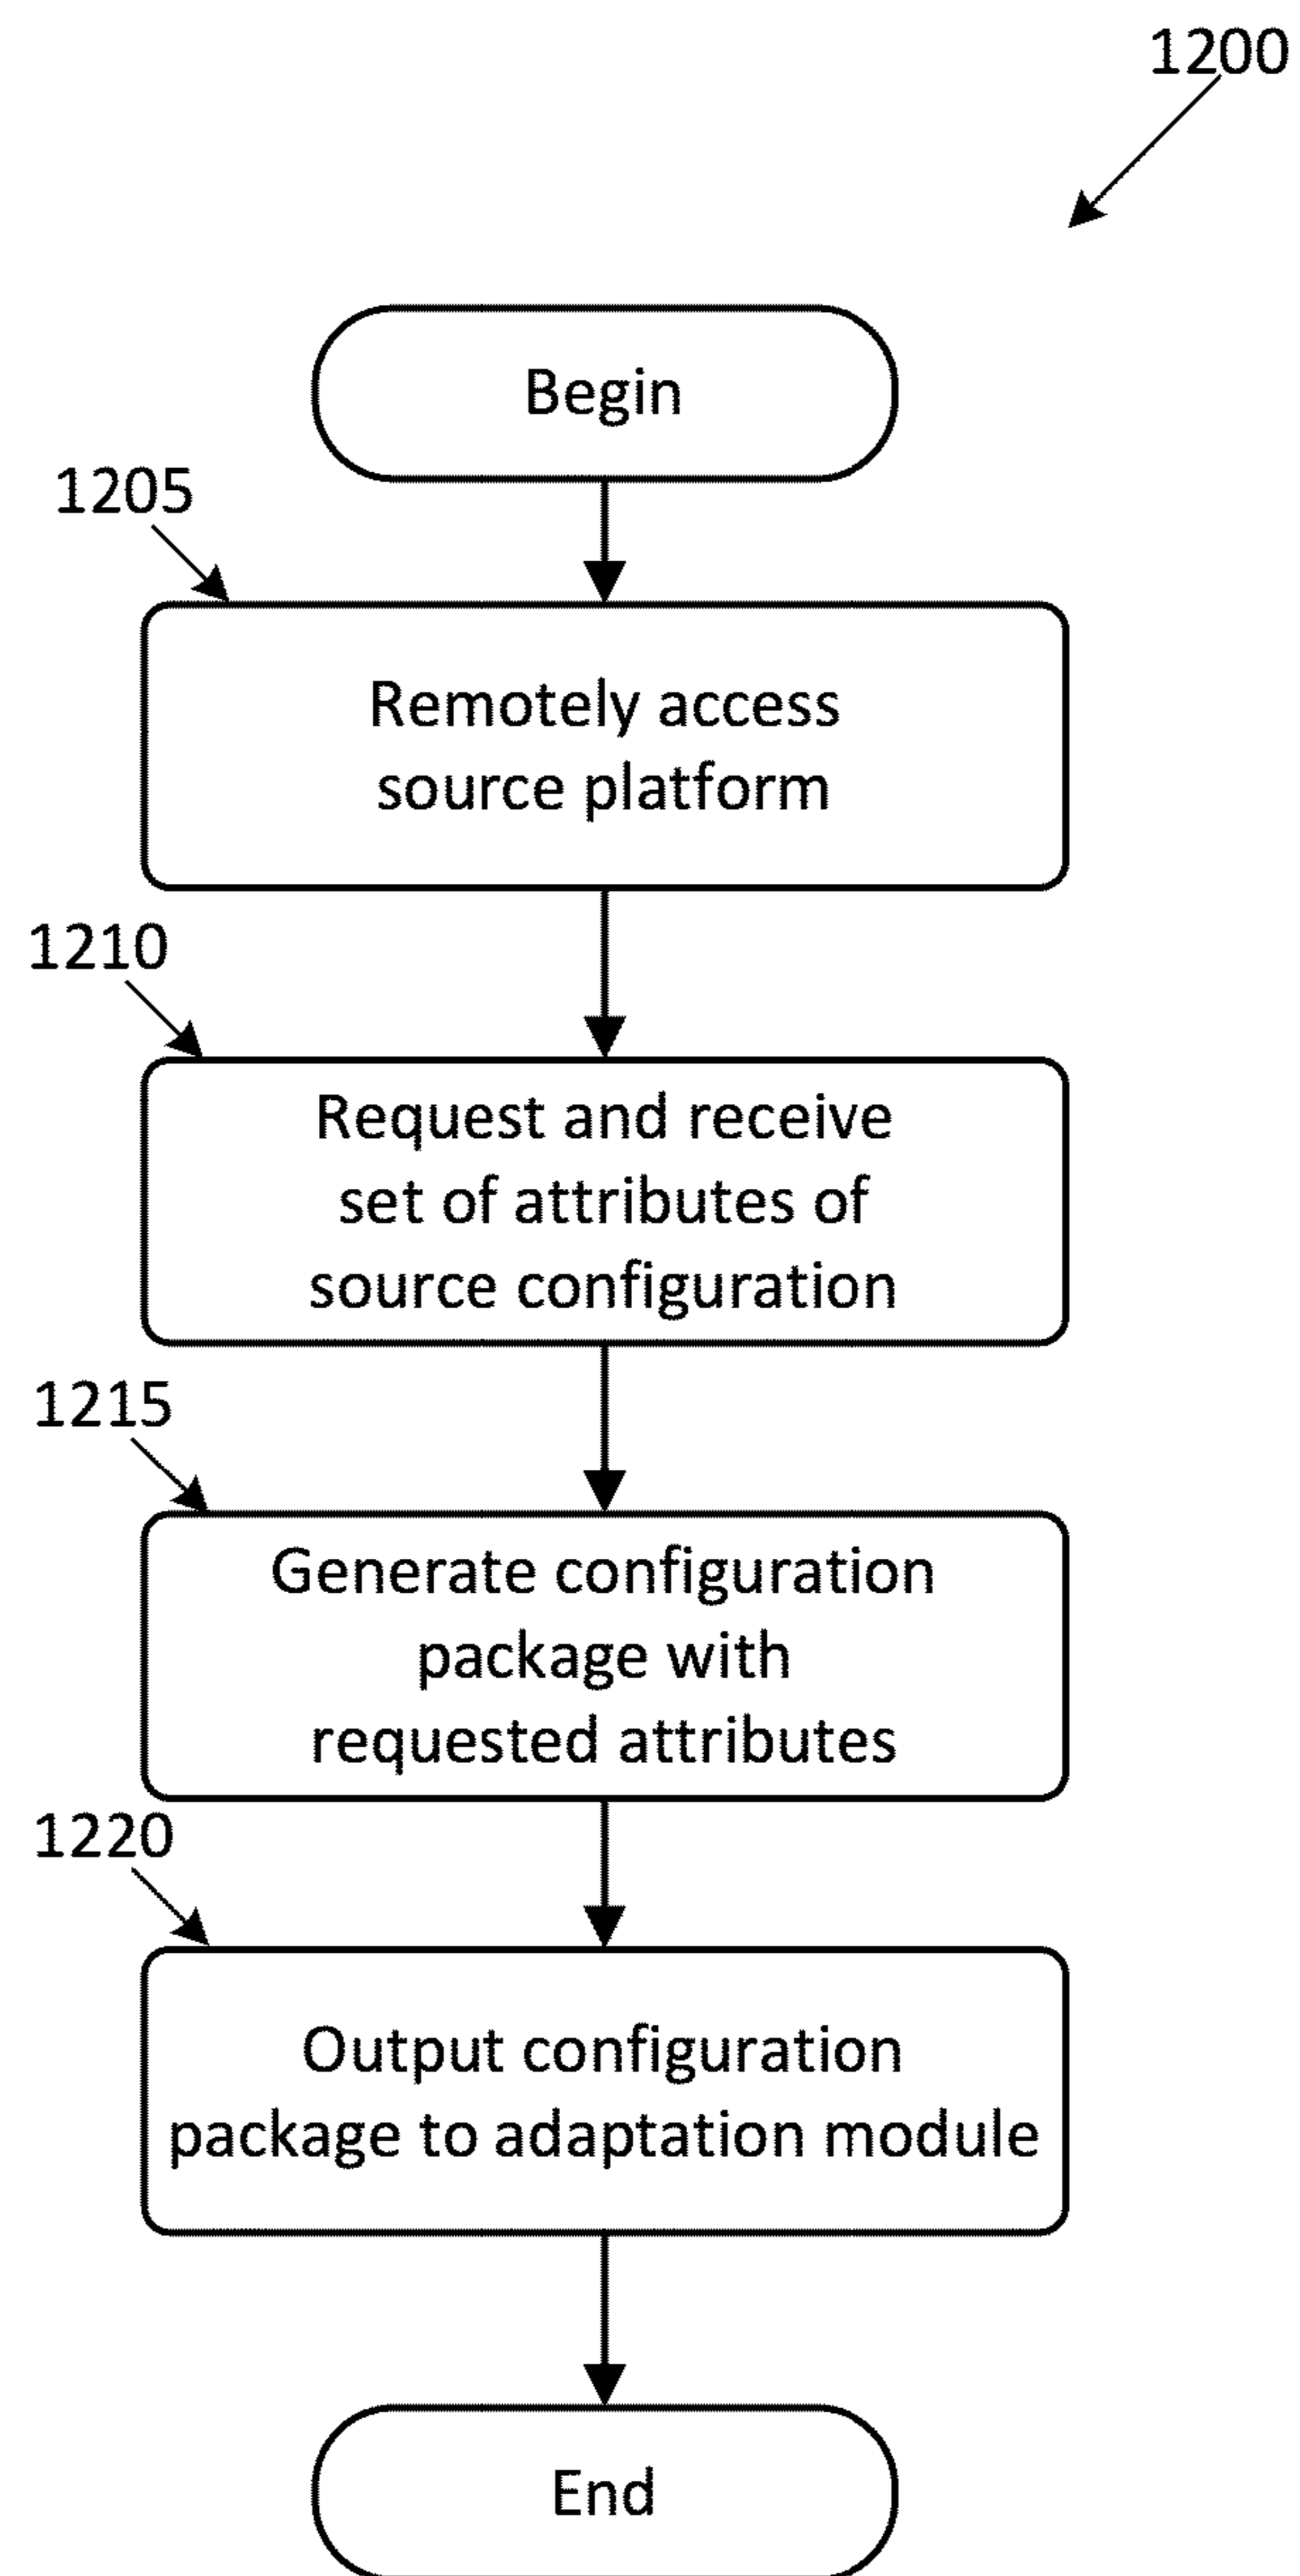 1200
Begin
1205
Remotely access
source platform
1210
Request and receive
set of attributes of
source configuration
1215
Generate configuration
package with
requested attributes
1220
Output configuration
package to adaptation module
End